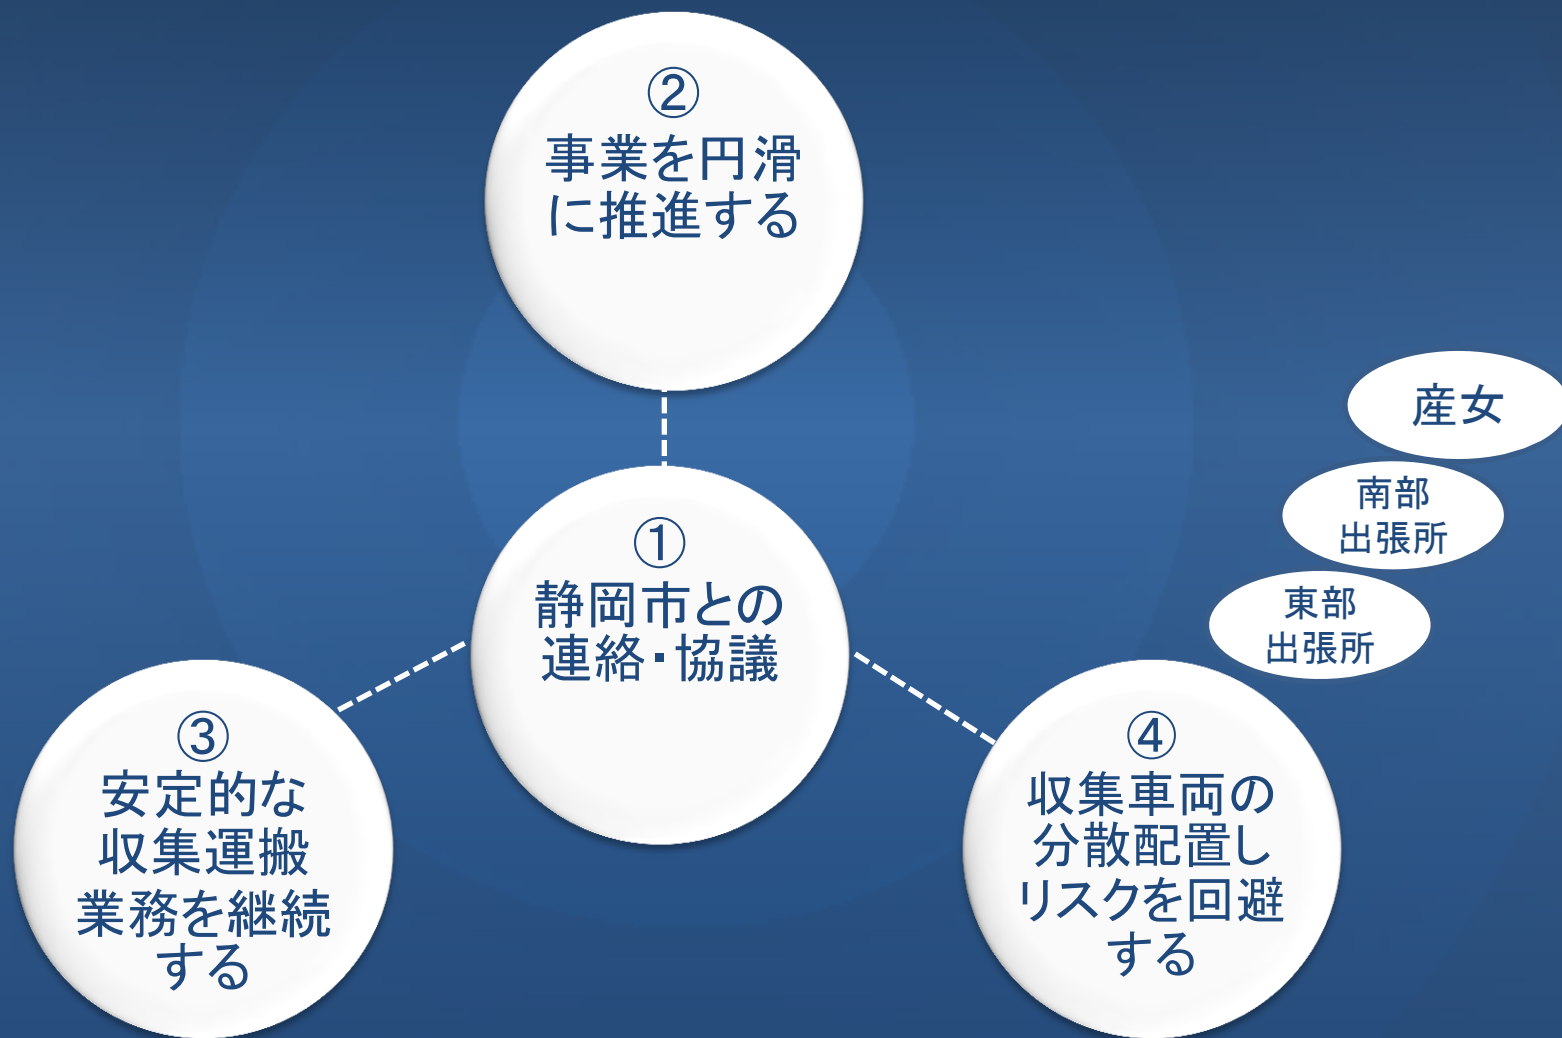 ②
事業を円滑
に推進する
①
静岡市との
連絡・協議
③
安定的な
収集運搬
業務を継続
する
④
収集車両の
分散配置し
リスクを回避
する
産女
南部
出張所
東部
出張所